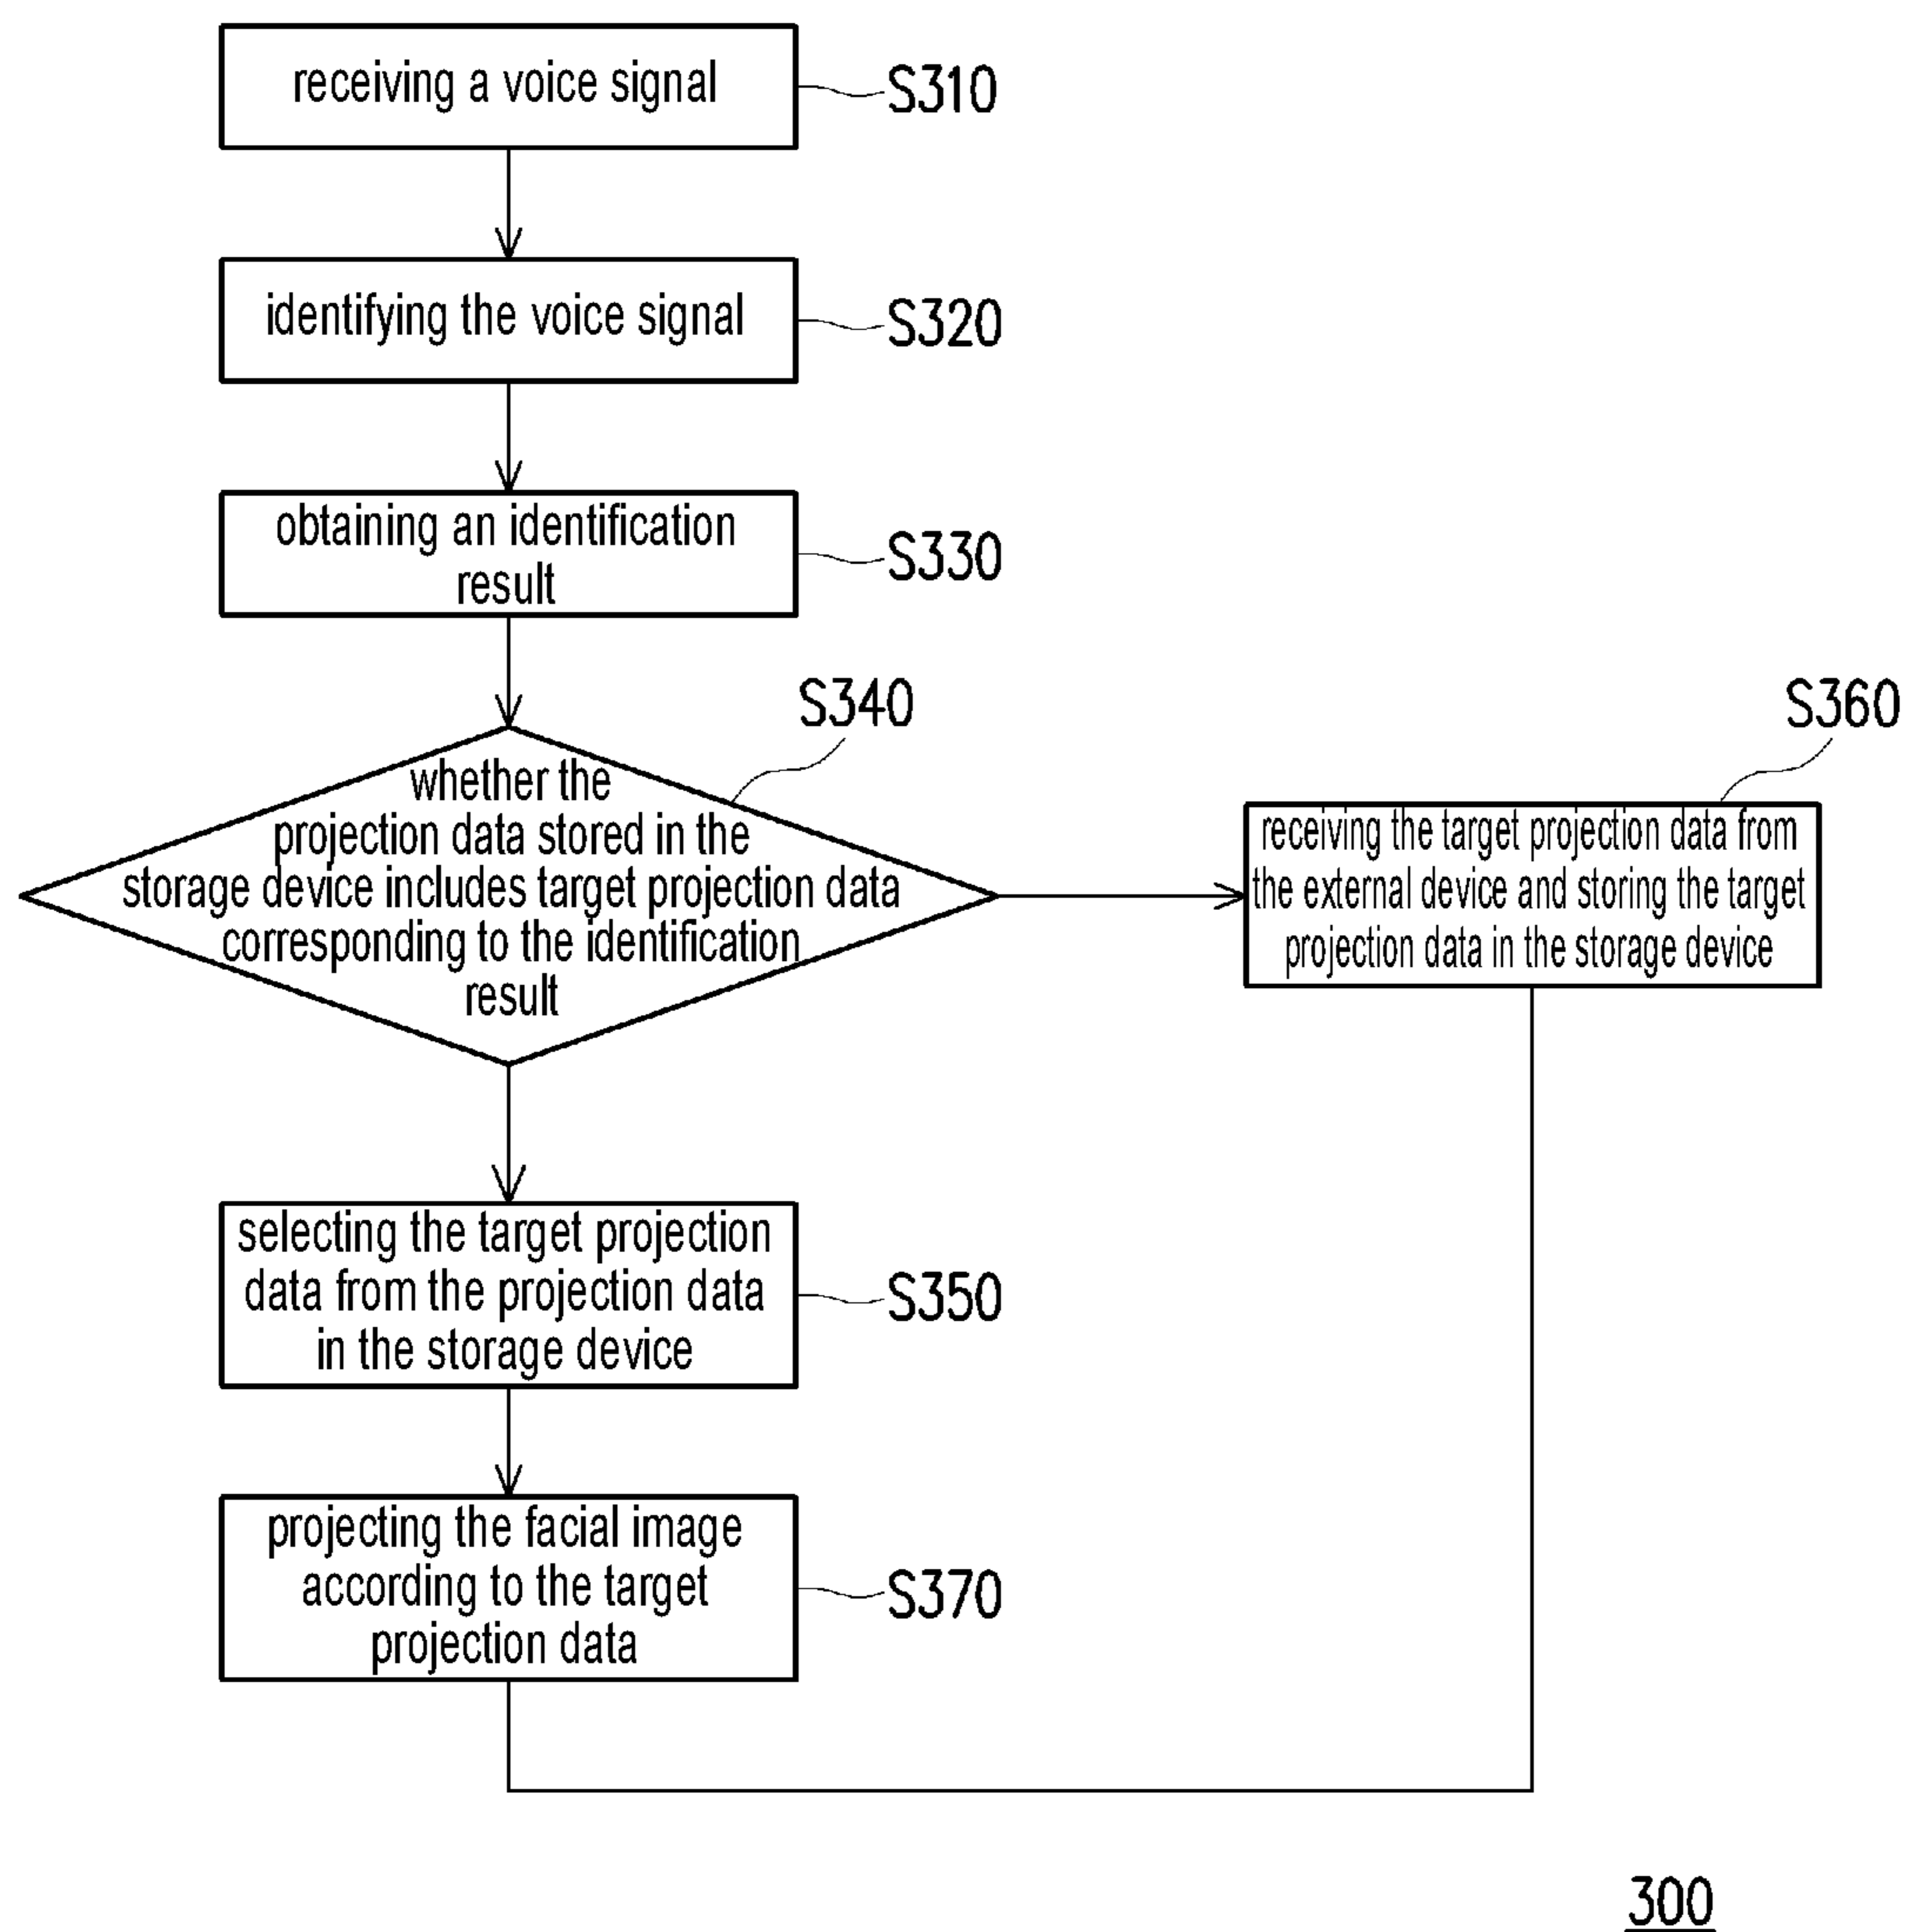 receiving a voice signal
S310
identifying the voice signal
S320
obtaining an identification
result
S330
S340
whether the
projection data stored in the
storage device includes target projection data
corresponding to the identification
result
S360
receiving the target projection data from
the external device and storing the target
projection data in the storage device
selecting the target projection
data from the projection data
in the storage device
S350
projecting the facial image
according to the target
projection data
S370
300